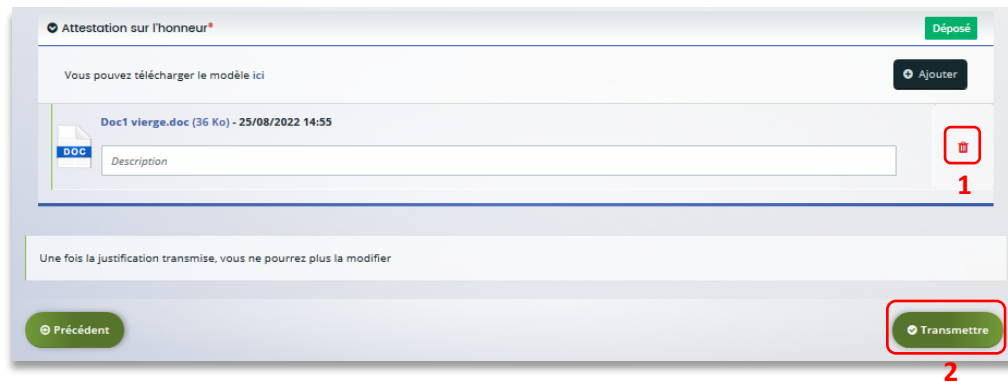 Attestation sur l'honneur*
Déposé
Vous pouvez télécharger le modèle ici
Ajouter
Doc1 vierge.doc (36 Ko) - 25/08/2022 14:55
DOC
Description
1
Une fois la justification transmise, vous ne pourrez plus la modifier
Précédent
Transmettre
2